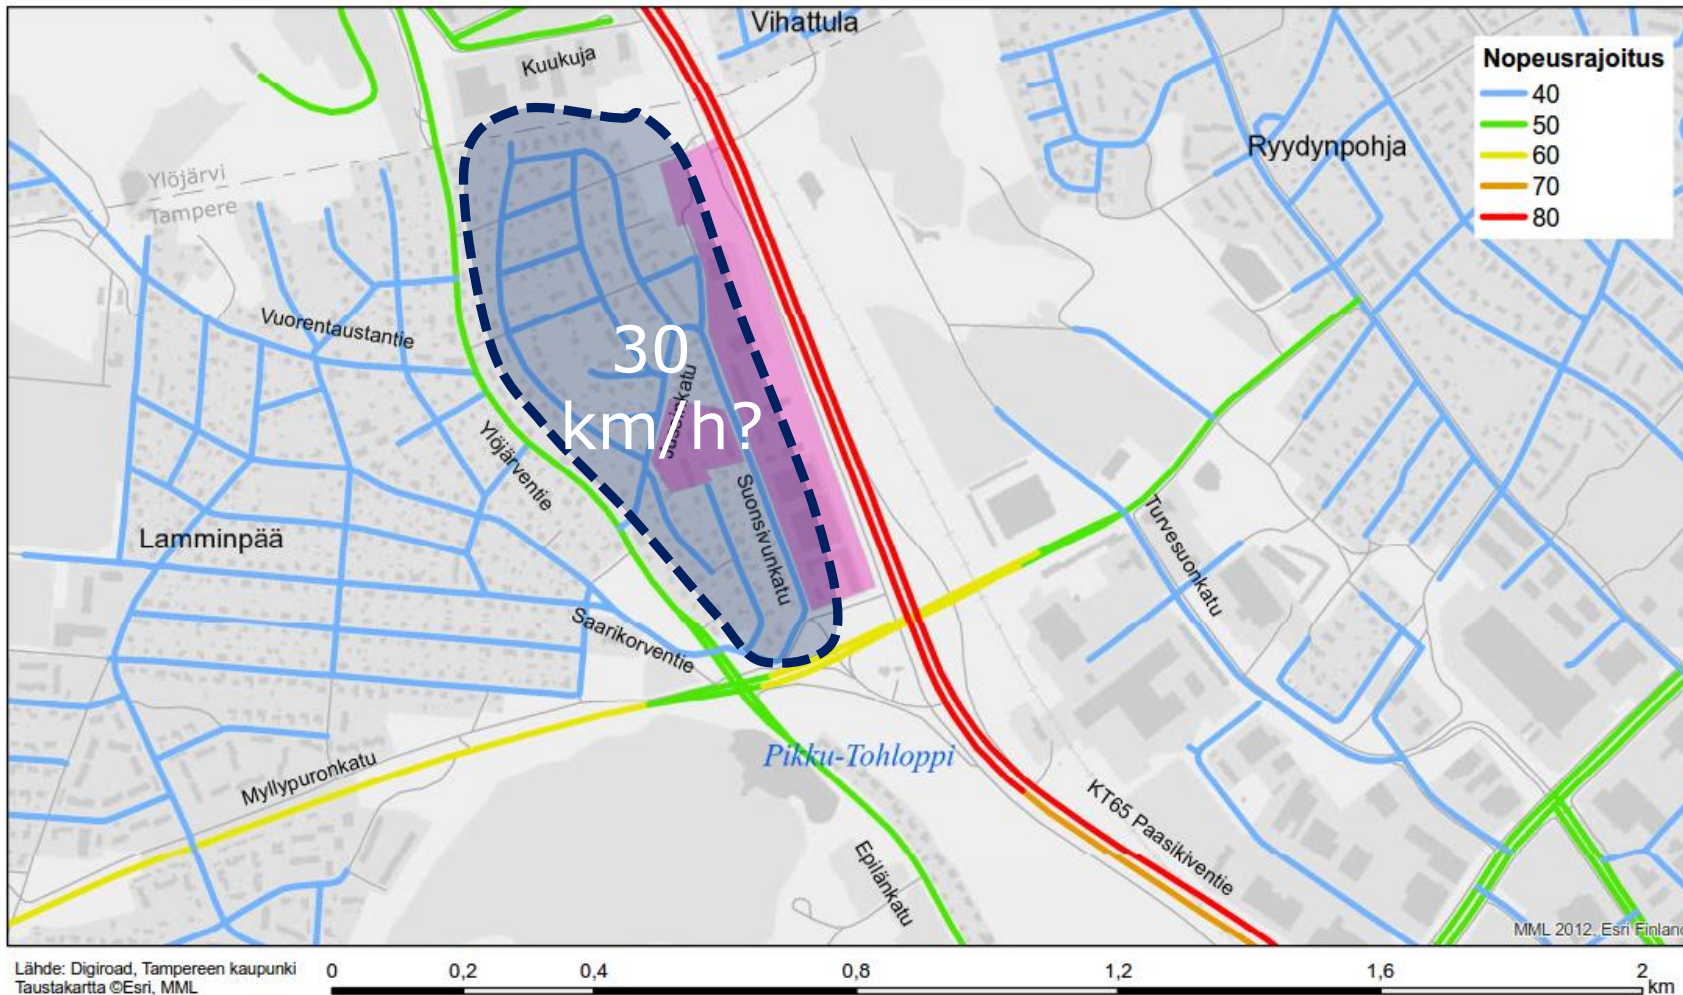 Vihattula
Kuukuja
Nopeusrajoitus
40
50
60
70
80
Ryydynpohja
Ylöjärvi
Tampere
Vuorentaustantie
30
km/h?
Ylöjärventie
Suonsivunkatu
Lamminpää
Turvesuonkatu
Saarikorventie
Pikku-Tohloppi
Myllypuronkatu
KT65 Paasikiventie
Epilänkatu
MML 2012, Esri Finland
Lähde: Digiroad, Tampereen kaupunki
Taustakartta ©Esri, MML
0 0,2 0,4 0,8 1,2 1,6 2
km